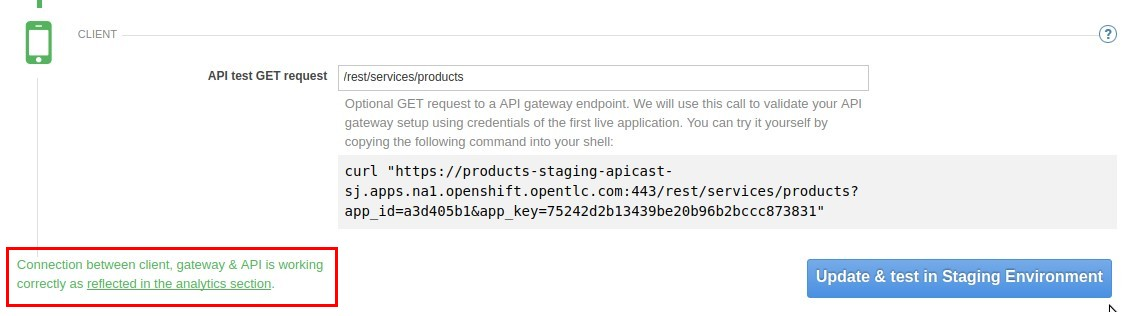 CLIENT
?
API test GET request
/rest/services/products
Optional GET request to a API gateway endpoint. We will use this call to validate your API
gateway setup using credentials of the first live application. You can try it yourself by
copying the following command into your shell:
curl "https://products-staging-apicast-
sj.apps.na1.openshift.opentlc.com:443/rest/services/products?
app_id=a3d405b1&app_key=75242d2b13439be20b96b2bccc873831"
Connection between client, gateway & API is working
correctly as reflected in the analytics section.
Update & test in Staging Environment